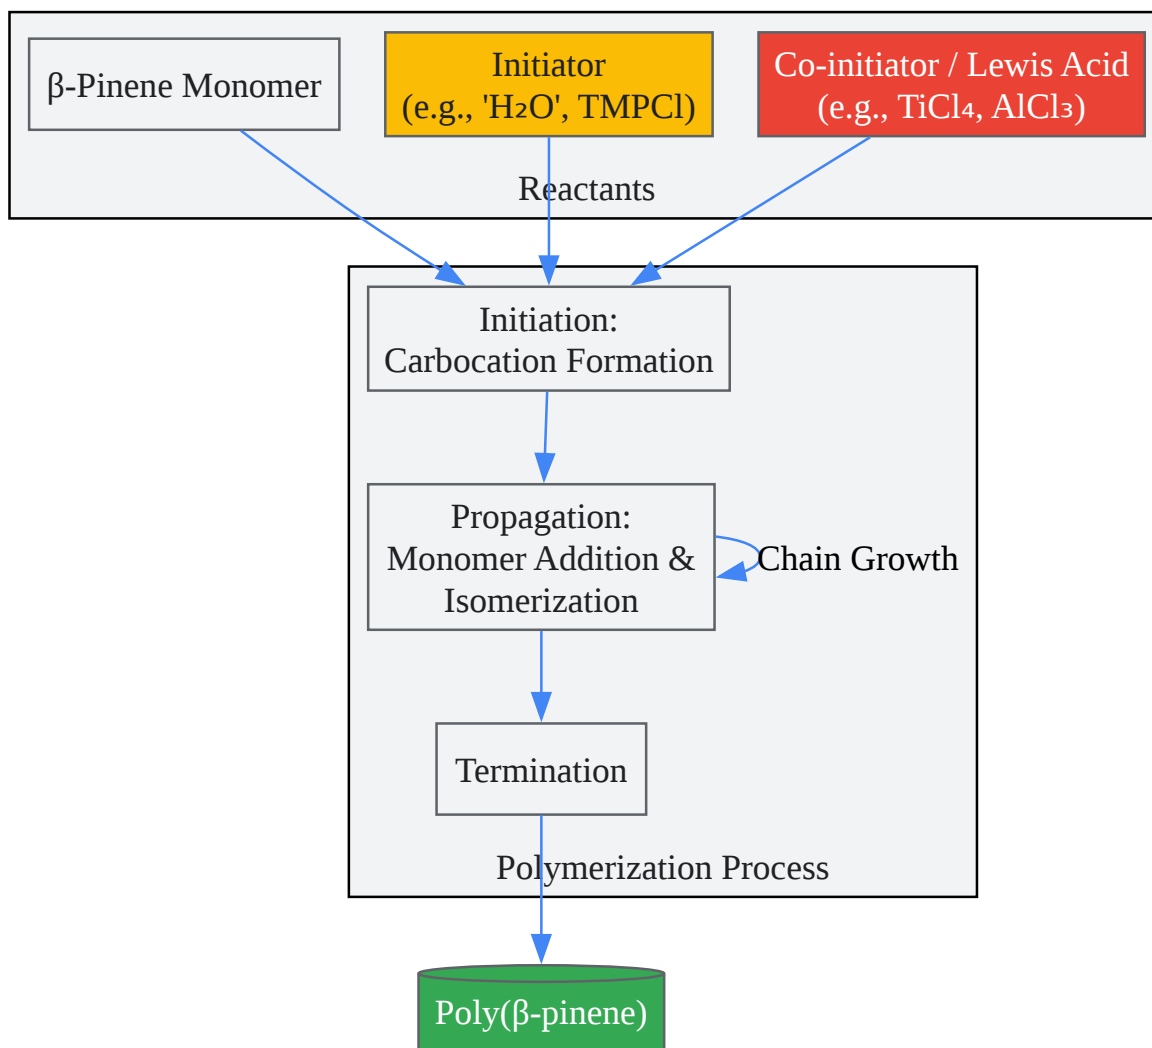 β-Pinene Monomer
Initiator
(e.g., 'H₂O', TMPCl)
Co-initiator / Lewis Acid
(e.g., TiCl₄, AlCl₃)
Reactants
Initiation:
Carbocation Formation
Propagation:
Monomer Addition &
Isomerization
Chain Growth
Termination
Polymerization Process
Poly(β-pinene)